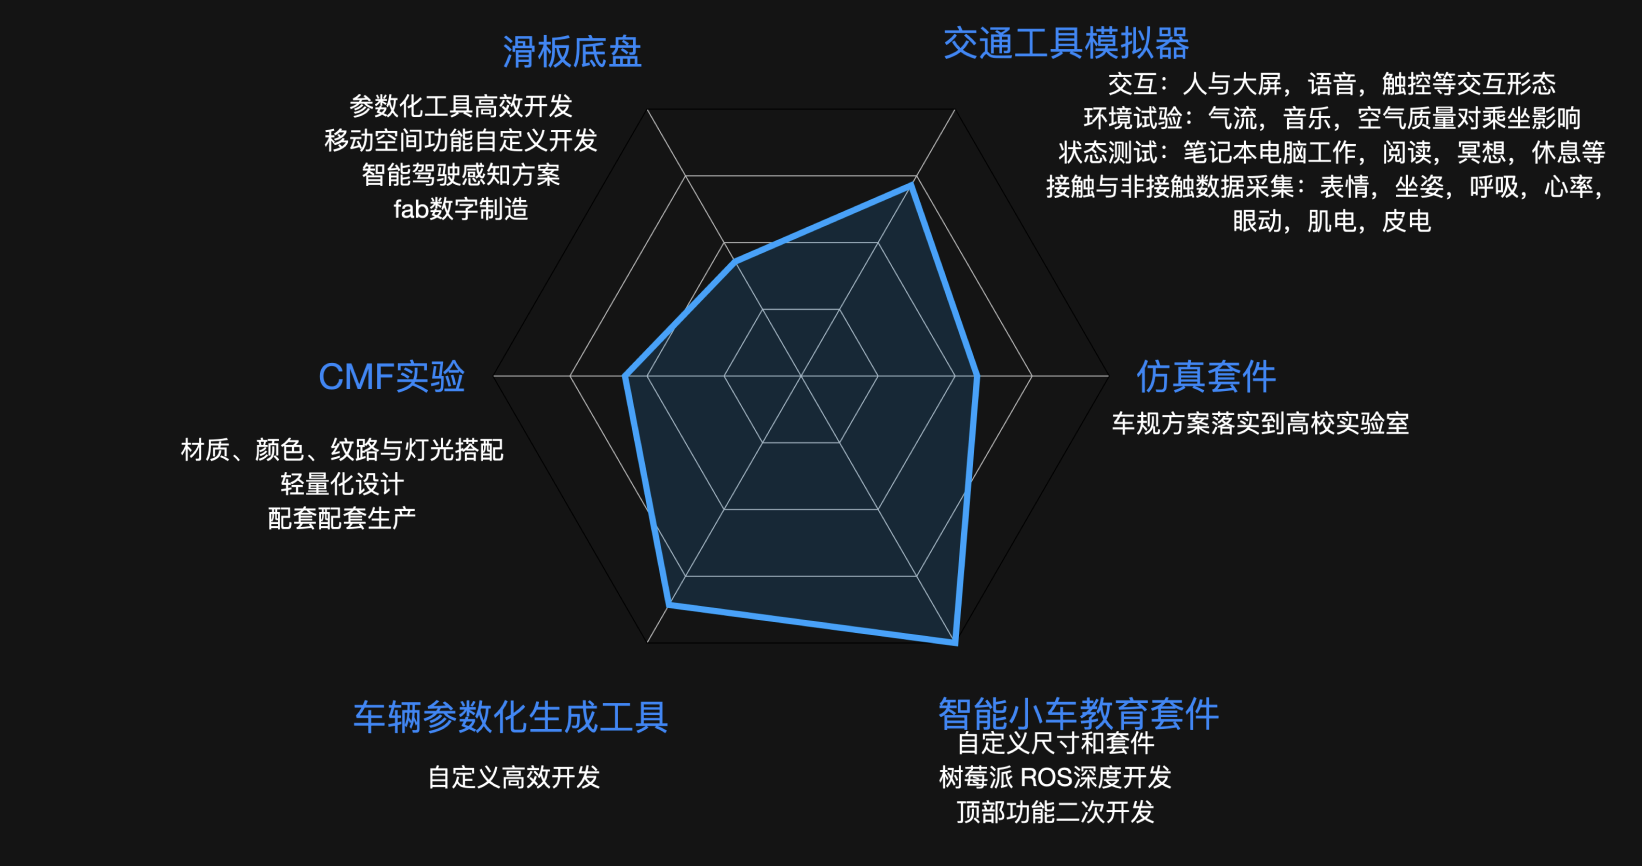 滑板底盘
参数化工具高效开发
移动空间功能自定义开发
智能驾驶感知方案
fab数字制造
交通工具模拟器
交互：人与大屏，语音，触控等交互形态
环境试验：气流，音乐，空气质量对乘坐影响
状态测试：笔记本电脑工作，阅读，冥想，休息等
接触与非接触数据采集：表情，坐姿，呼吸，心率，
眼动，肌电，皮电
CMF实验
材质、颜色、纹路与灯光搭配
轻量化设计
配套配套生产
仿真套件
车规方案落实到高校实验室
车辆参数化生成工具
自定义高效开发
智能小车教育套件
自定义尺寸和套件
树莓派 ROS深度开发
顶部功能二次开发